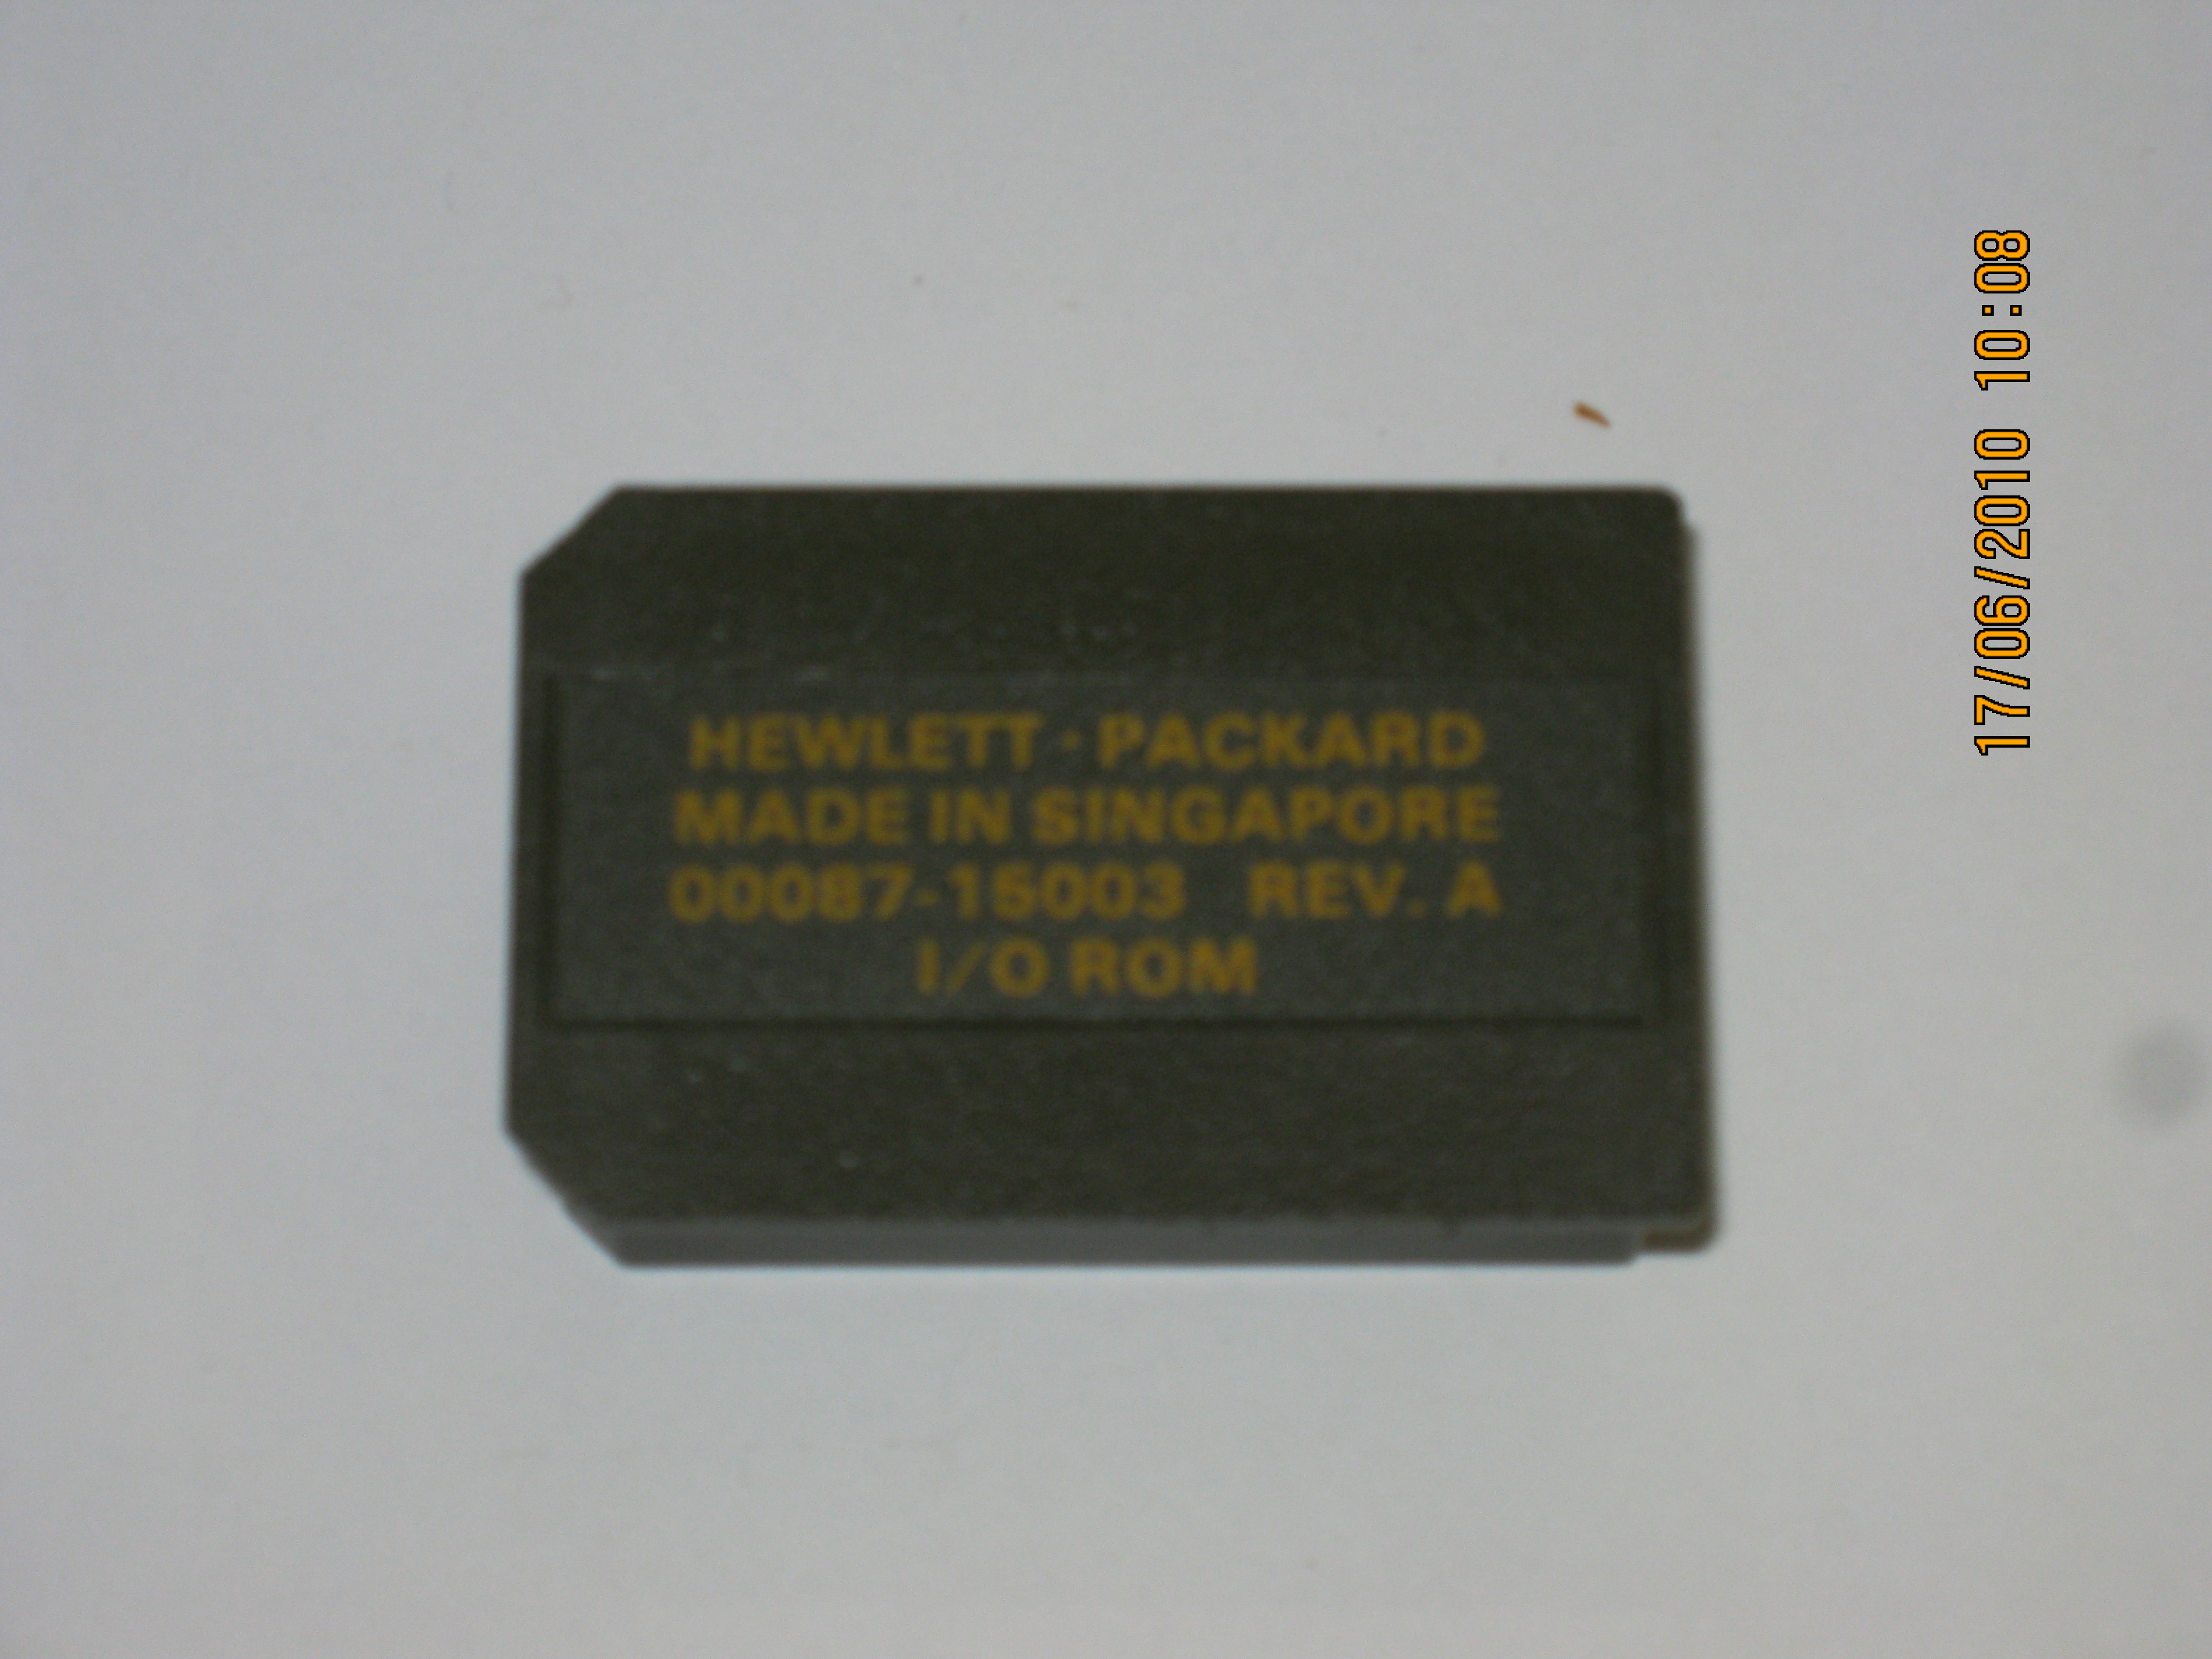 HEWLETT · PACKARD
MADE IN SINGAPORE
00087-15003 REV. A
I/O ROM
17/06/2010 10:08